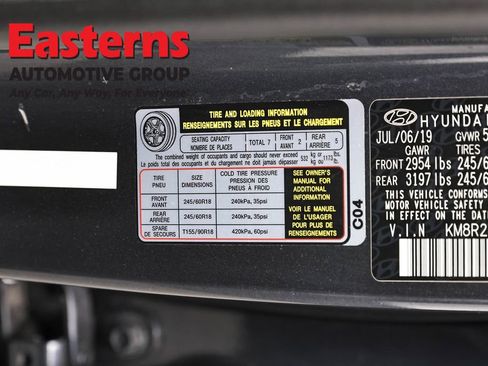 Easterns
AUTOMOTIVE GROUP
Any Car, Any Way, For Everyone
TIRE AND LOADING INFORMATION
RENSEIGNEMENTS SUR LES PNEUS ET LE CHARGEMENT
SEATING CAPACITY
NOMBRE DE PLACES
TOTAL 7
FRONT
AVANT 2
REAR
ARRIÈRE 5
The combined weight of occupants and cargo should never exceed
Le poids total des occupants et du chargement ne doit jamais dépasser
532 kg or kg ou 1173 lbs. lb.
TIRE
PNEU
SIZE
DIMENSIONS
COLD TIRE PRESSURE
PRESSION DES
PNEUS À FROID
SEE OWNER'S
MANUAL FOR
ADDITIONAL
INFORMATION
FRONT
AVANT
245/60R18
240kPa, 35psi
REAR
ARRIÈRE
245/60R18
240kPa, 35psi
SPARE
DE SECOURS
T155/90R18
420kPa, 60psi
VOIR LE MANUEL
DE L'USAGER
POUR PLUS DE
RENSEIGNEMENTS
C04
MANUFA
HYUNDAI
JUL/06/19 GVWR 5
GAWR TIRES
FRONT 2954 lbs 245/6
REAR 3197 lbs 245/6
THIS VEHICLE CONFORMS
MOTOR VEHICLE SAFETY
IN EFFECT ON THE DATE
V.I.N KM8R2